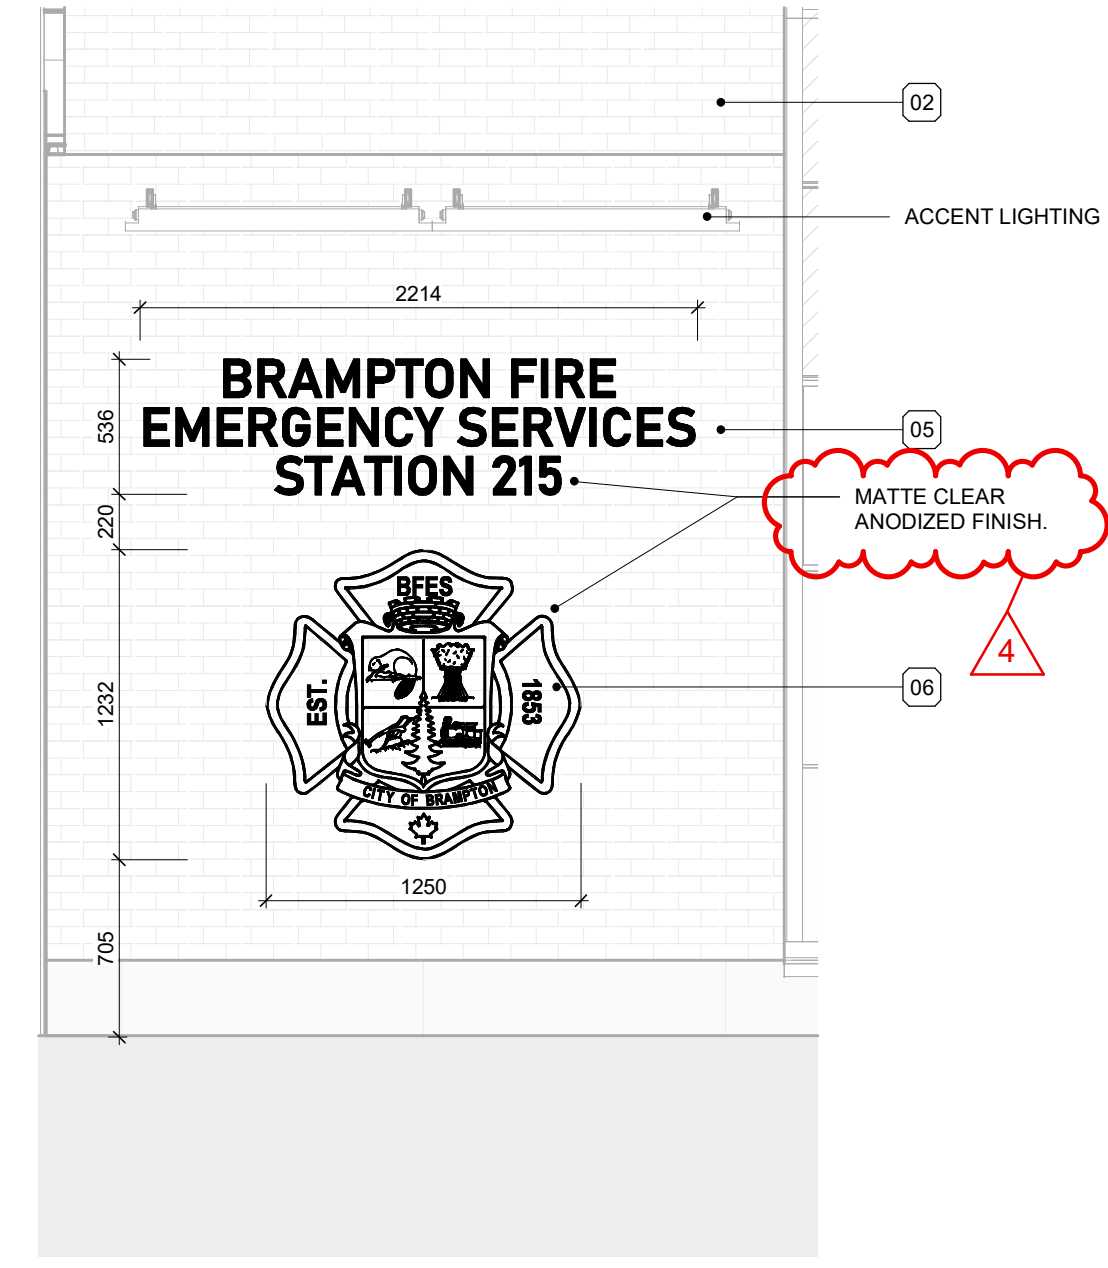 02
ACCENT LIGHTING
2214
BRAMPTON FIRE
EMERGENCY SERVICES
STATION 215
536
05
MATTE CLEAR
ANODIZED FINISH.
220
4
BFES
EST.
1853
1232
06
CITY OF BRAMPTON
1250
705